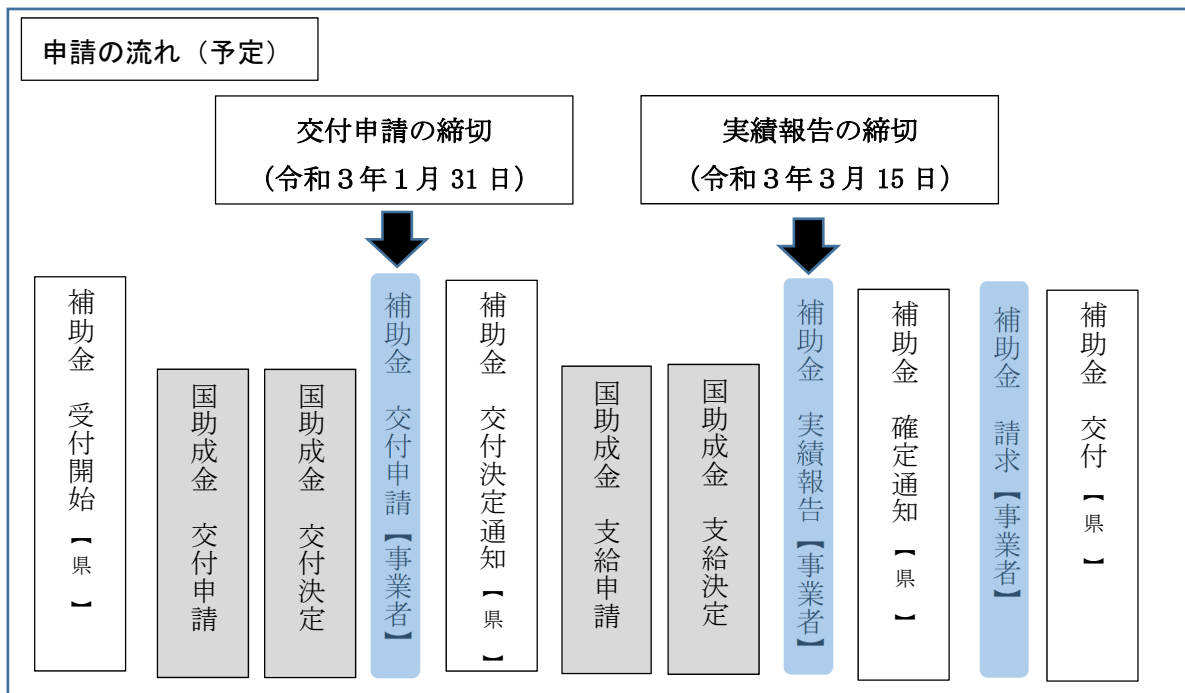 申請の流れ（予定）
交付申請の締切
（令和３年１月 31 日）
実績報告の締切
（令和３年３月 15 日）
補助金　受付開始【県】
国助成金　交付申請
国助成金　交付決定
補助金　交付申請【事業者】
補助金　交付決定通知【県】
国助成金　支給申請
国助成金　支給決定
補助金　実績報告【事業者】
補助金　確定通知【県】
補助金　請求【事業者】
補助金　交付【県】